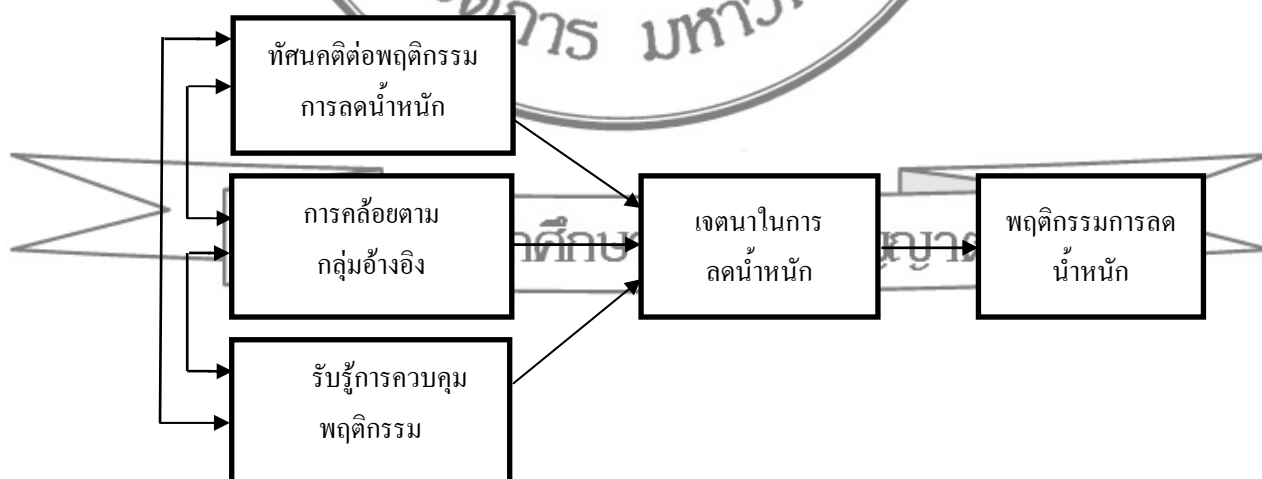 ทัศนคติต่อพฤติกรรม
การลดน้ำหนัก
การคล้อยตาม
กลุ่มอ้างอิง
รับรู้การควบคุม
พฤติกรรม
เจตนาในการ
ลดน้ำหนัก
พฤติกรรมการลด
น้ำหนัก